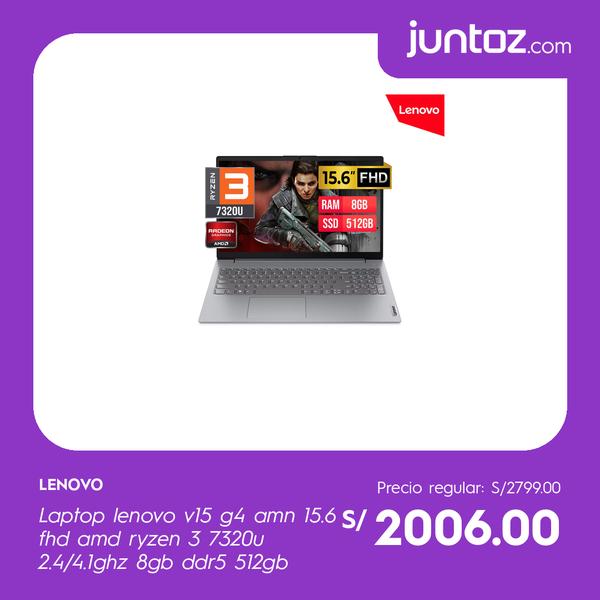 juntoz.com
Lenovo
RYZEN
3
7320U
RADEON
GRAPHICS
AMD
15.6" FHD
RAM 8GB
SSD 512GB
Lenovo
LENOVO
Laptop lenovo v15 g4 amn 15.6
fhd amd ryzen 3 7320u
2.4/4.1ghz 8gb ddr5 512gb
Precio regular: S/2799.00
S/ 2006.00